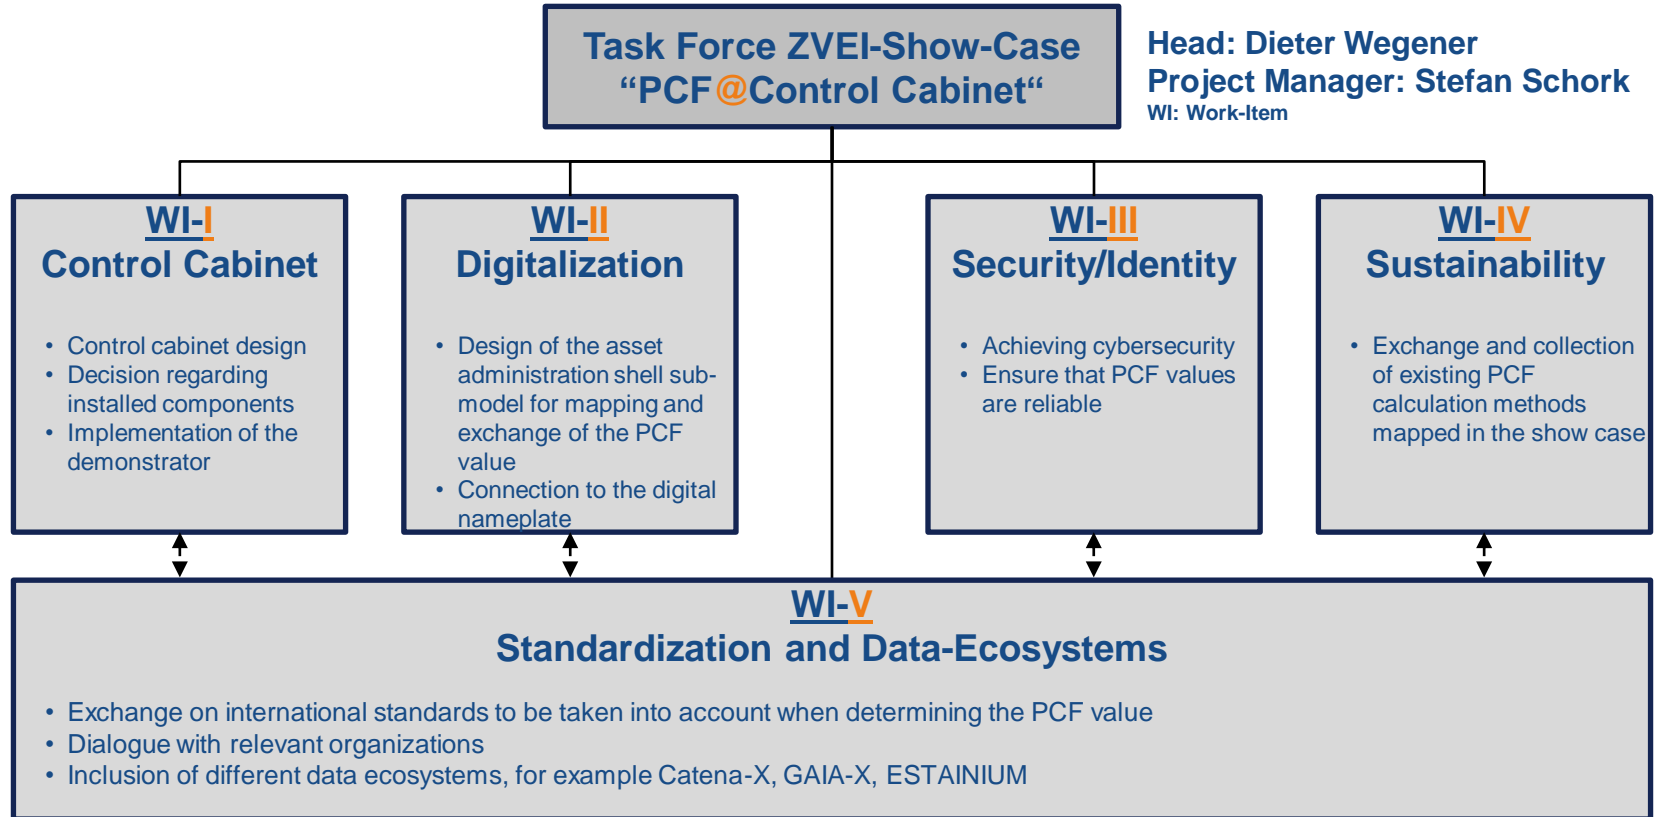 Task Force ZVEI-Show-Case
“PCF@Control Cabinet“
Head: Dieter Wegener
Project Manager: Stefan Schork
WI: Work-Item
WI-I
Control Cabinet
• Control cabinet design
• Decision regarding
installed components
• Implementation of the
demonstrator
WI-II
Digitalization
• Design of the asset
administration shell sub-
model for mapping and
exchange of the PCF
value
• Connection to the digital
nameplate
WI-III
Security/Identity
• Achieving cybersecurity
• Ensure that PCF values
are reliable
WI-IV
Sustainability
• Exchange and collection
of existing PCF
calculation methods
mapped in the show case
WI-V
Standardization and Data-Ecosystems
• Exchange on international standards to be taken into account when determining the PCF value
• Dialogue with relevant organizations
• Inclusion of different data ecosystems, for example Catena-X, GAIA-X, ESTAINIUM